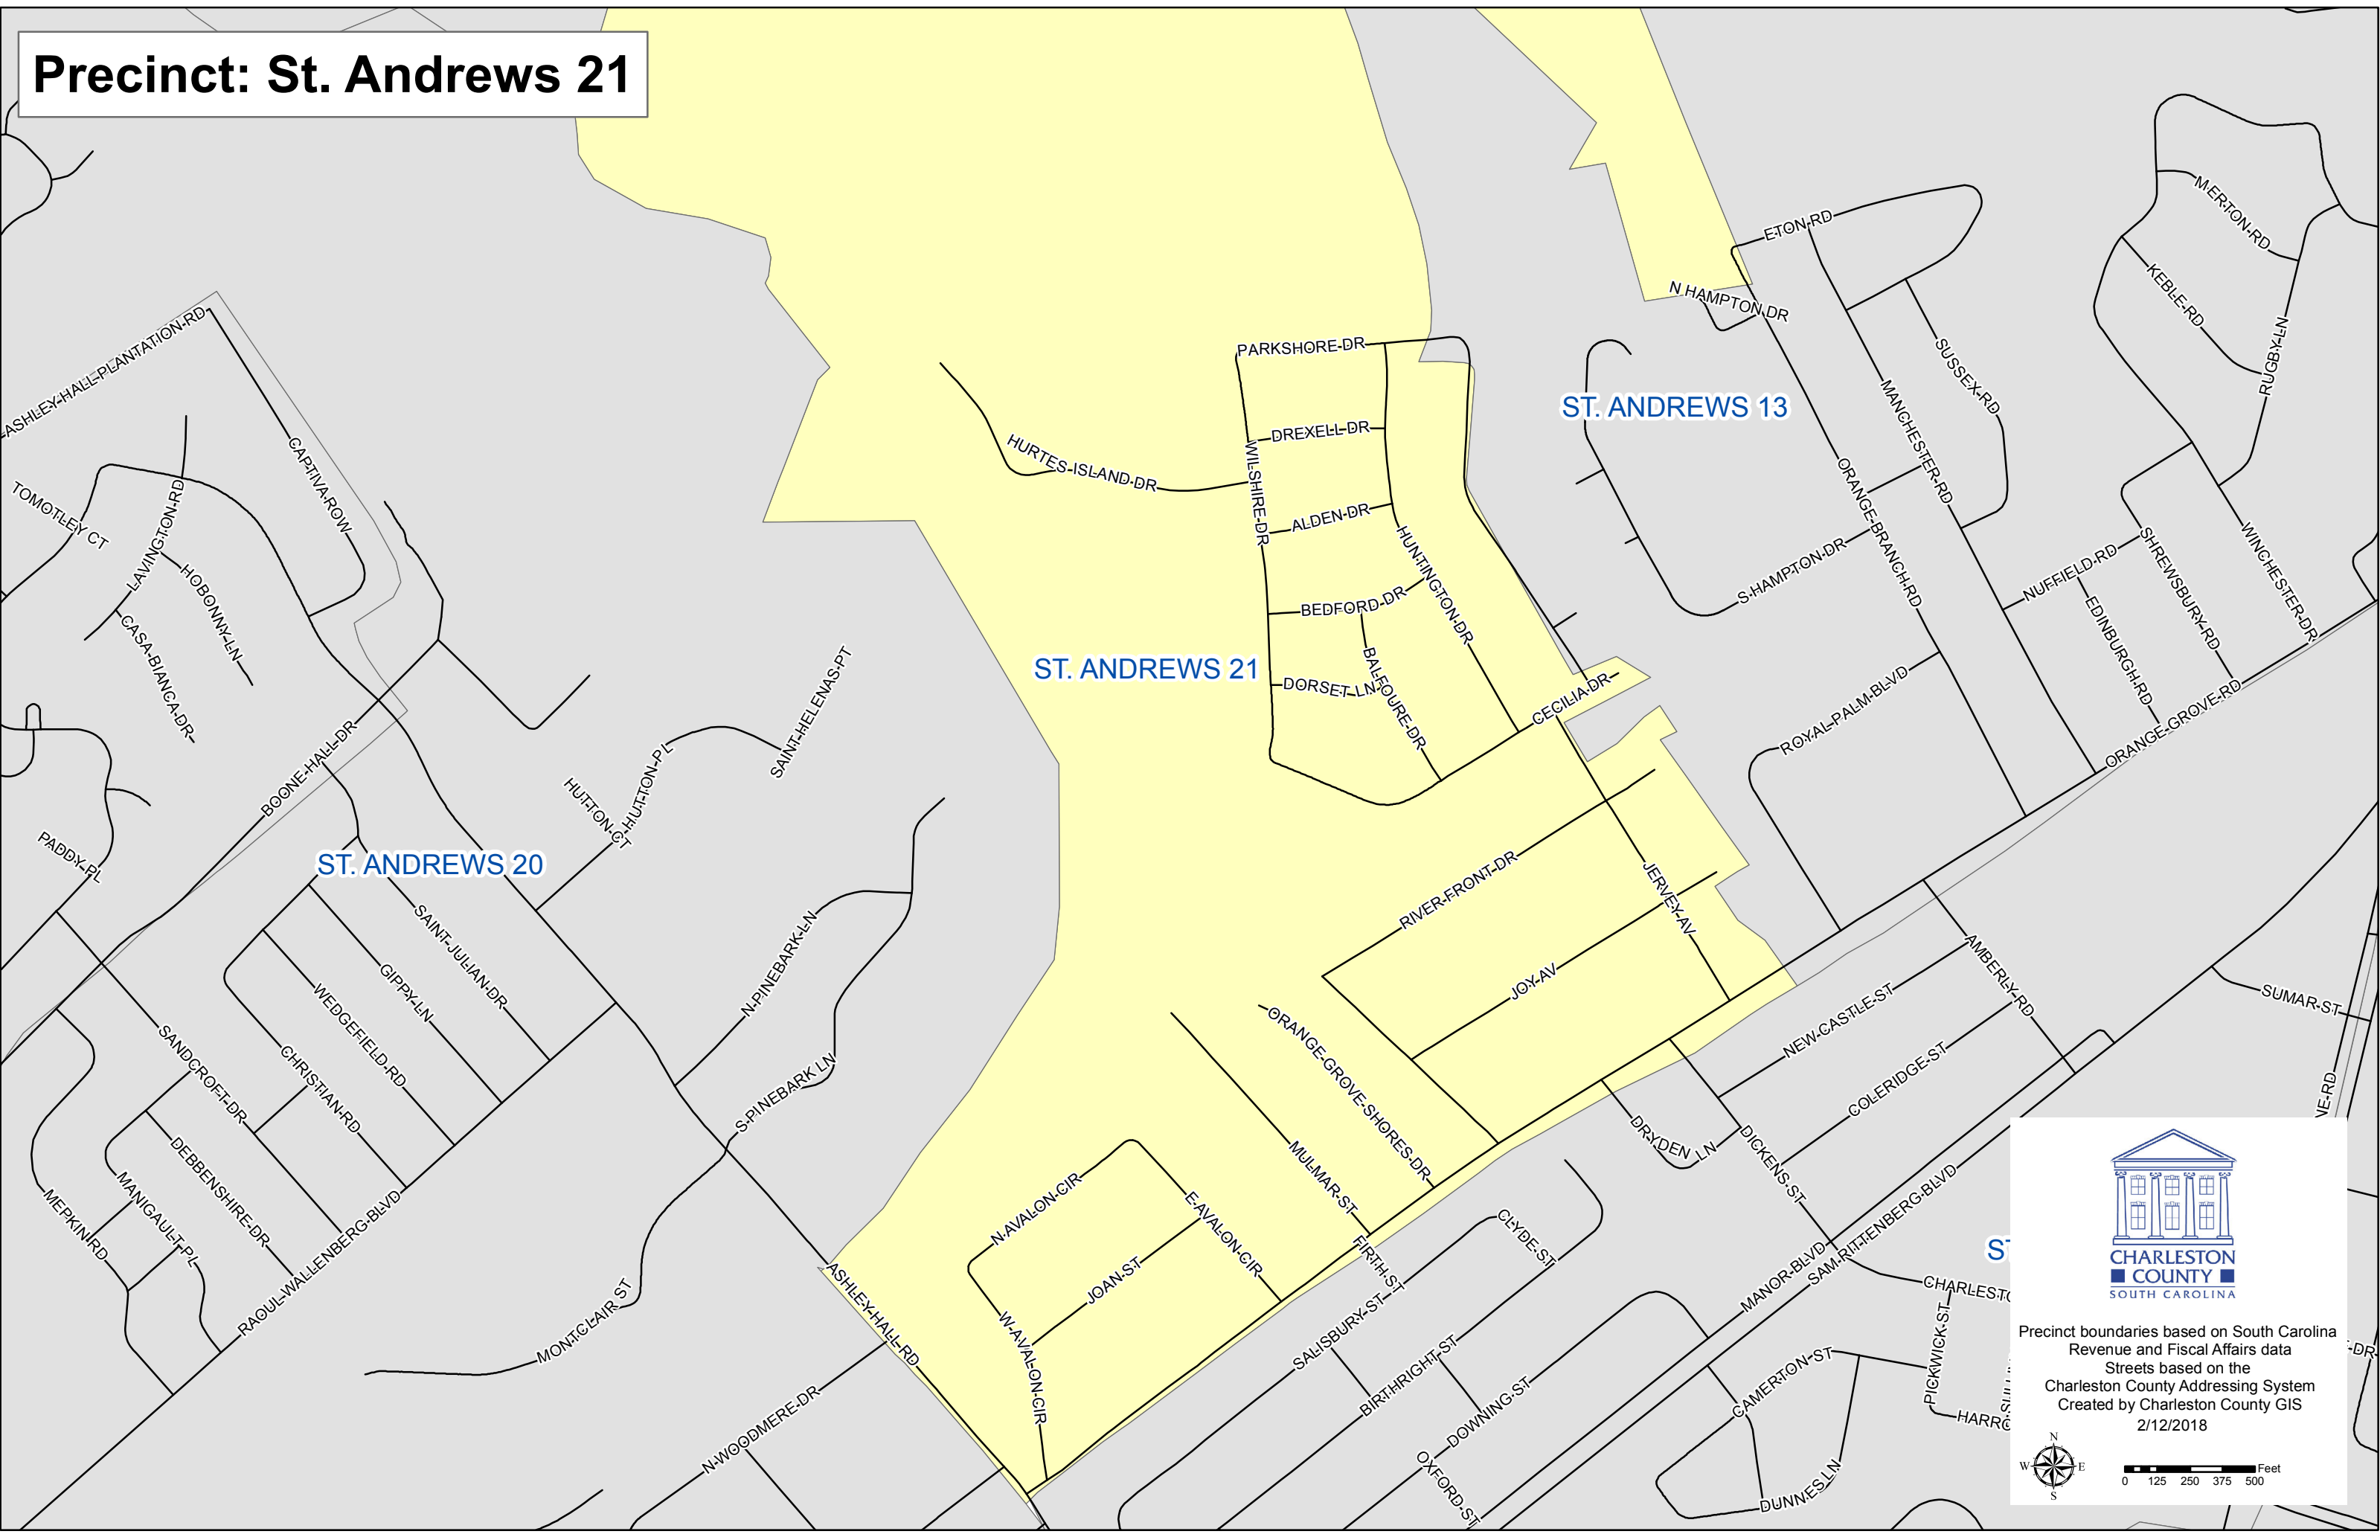 Precinct: St. Andrews 21
ETON RD
MERTON RD
N HAMPTON DR
KEBLE RD
RUGBY LN
ASHLEY HALL PLANTATION RD
PARKSHORE DR
SUSSEX RD
ST. ANDREWS 13
MANCHESTER RD
CAPTIVA ROW
DREXELL DR
WILSHIRE DR
HURTES ISLAND DR
ORANGE BRANCH RD
TOMOTLEY CT
LAVINGTON RD
ALDEN DR
HUNTINGTON DR
S HAMPTON DR
NUFFIELD RD
SHREWSBURY RD
WINCHESTER DR
HOBONNY LN
CASA BIANCA DR
BEDFORD DR
EDINBURGH RD
ST. ANDREWS 21
BALFOURE DR
DORSET LN
CECILIA DR
SAINT HELENAS PT
ROYAL PALM BLVD
ORANGE GROVE RD
BOONE HALL DR
HUTTON PL
HUTTON CT
PADDY PL
ST. ANDREWS 20
RIVER FRONT DR
JERVEY AV
SAINT JULIAN DR
GIPPY LN
WEDGEFIELD RD
N PINEBARK LN
JOY AV
AMBERLY RD
NEW CASTLE ST
SUMAR ST
SANDCROFT DR
CHRISTIAN RD
ORANGE GROVE SHORES DR
COLERIDGE ST
S PINEBARK LN
NE RD
DEBBENSHIRE DR
MANIGAULT PL
MEPKIN RD
RAOUL WALLENBERG BLVD
MULMAR ST
DRYDEN LN
DICKENS ST
N AVALON CIR
E AVALON CIR
JOAN ST
W AVALON CIR
FIRTH ST
CLYDE ST
MANOR BLVD
SAM RITTENBERG BLVD
ST
CHARLESTO
MONTCLAIR ST
ASHLEY HALL RD
SALISBURY ST
BIRTHRIGHT ST
DOWNING ST
OXFORD ST
N WOODMERE DR
CAMERTON ST
PICKWICK ST
HARRO
DUNNES LN
DR
CHARLESTON
COUNTY
SOUTH CAROLINA
Precinct boundaries based on South Carolina
Revenue and Fiscal Affairs data
Streets based on the
Charleston County Addressing System
Created by Charleston County GIS
2/12/2018
N
W E
S
0 125 250 375 500 Feet